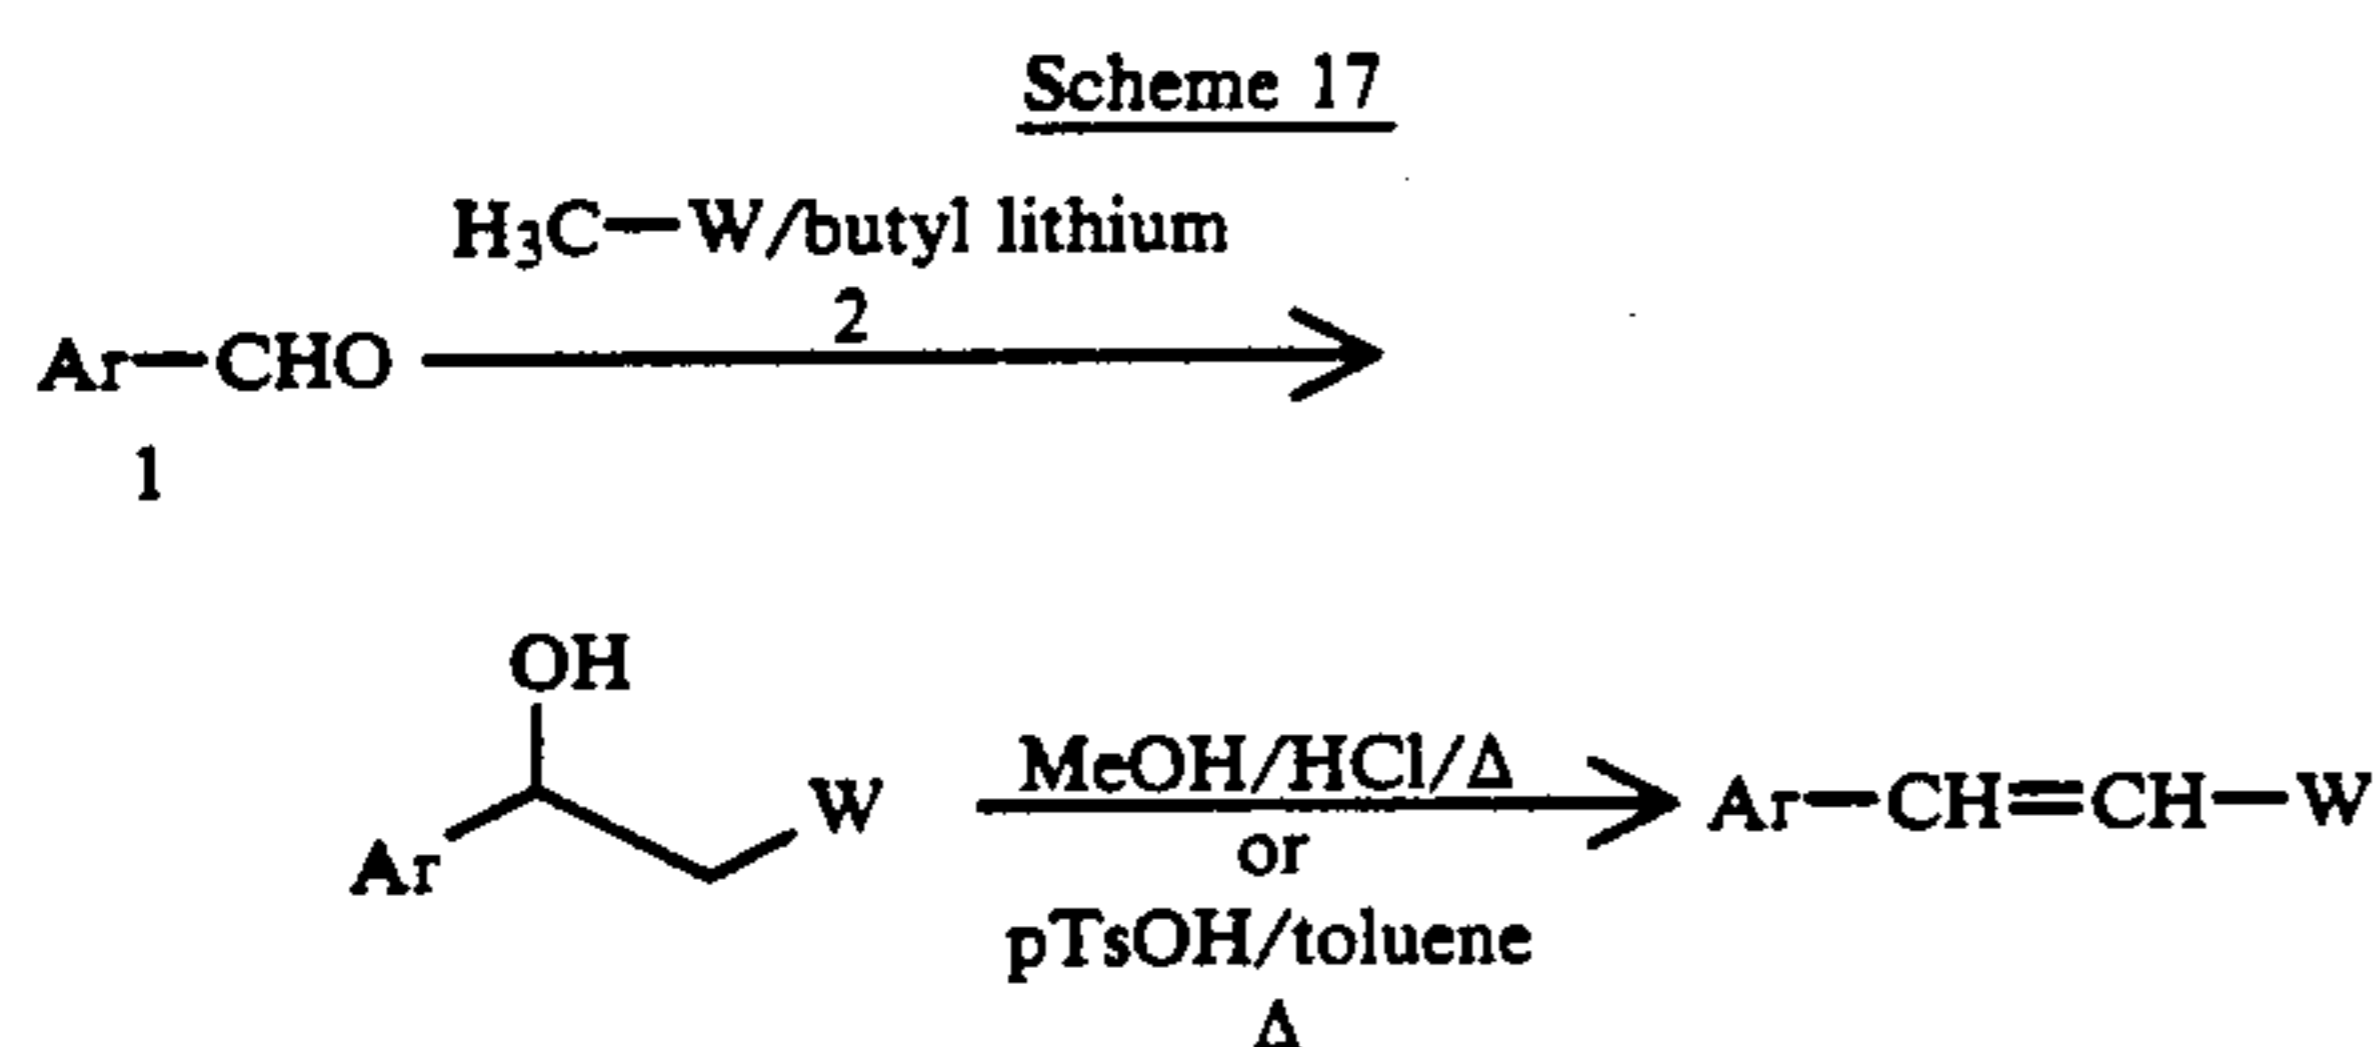 Scheme 17
H3C—W/butyl lithium
2
Ar—CHO
1
OH
Ar
W
MeOH/HCl/Δ
or
pTsOH/toluene
Δ
Ar—CH=CH—W